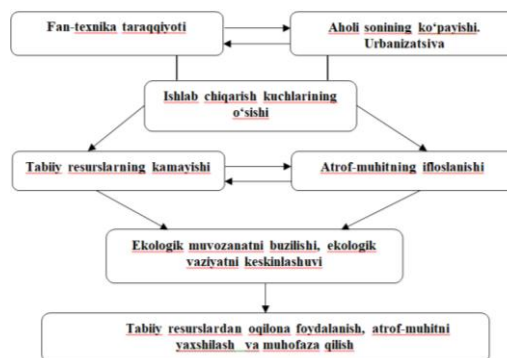 Fan-texnika taraqqiyoti
Aholi sonining ko‘payishi.
Urbanizatsiva
Ishlab chiqarish kuchlarining
o‘sishi
Tabiiy resurslarning kamayishi
Atrof-muhitning ifloslanishi
Ekologik muvozanatni buzilishi, ekologik
vaziyatni keskinlashuvi
Tabiiy resurslardan oqilona foydalanish, atrof-muhitni
yaxshilash va muhofaza qilish